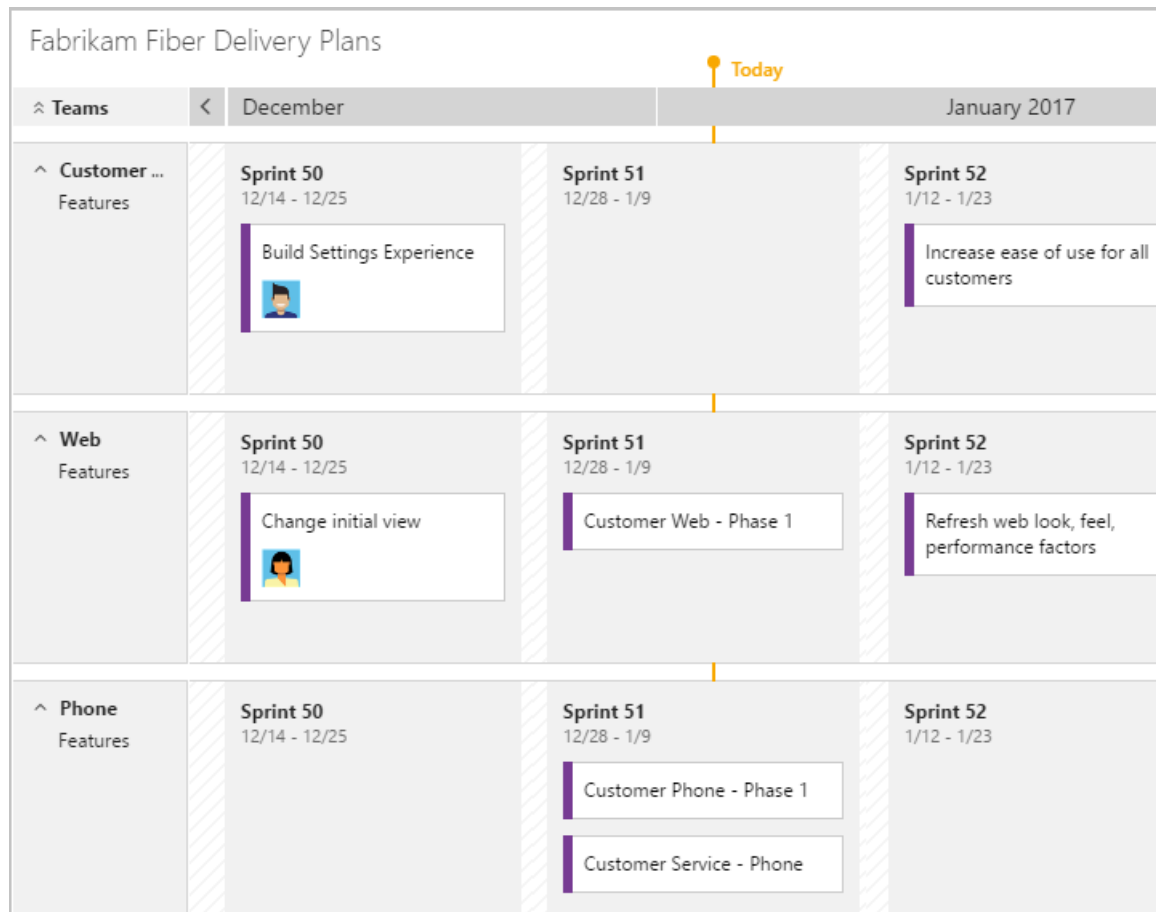 Fabrikam Fiber Delivery Plans
Today
Teams
December
January 2017
Customer ...
Features
Sprint 50
12/14 - 12/25
Build Settings Experience
Sprint 51
12/28 - 1/9
Sprint 52
1/12 - 1/23
Increase ease of use for all
customers
Web
Features
Sprint 50
12/14 - 12/25
Change initial view
Sprint 51
12/28 - 1/9
Customer Web - Phase 1
Sprint 52
1/12 - 1/23
Refresh web look, feel,
performance factors
Phone
Features
Sprint 50
12/14 - 12/25
Sprint 51
12/28 - 1/9
Customer Phone - Phase 1
Customer Service - Phone
Sprint 52
1/12 - 1/23